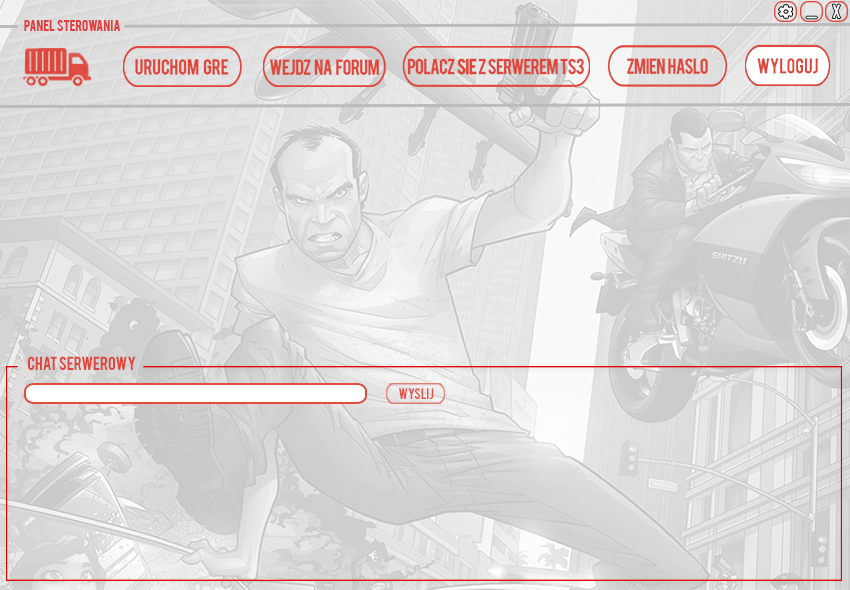 PANEL STEROWANIA
X
URUCHOM GRE
WEJDZ NA FORUM
POLACZ SIE Z SERWEREM TS3
ZMIEN HASLO
WYLOGUJ
SHITZU
CHAT SERWEROWY
WYSLIJ